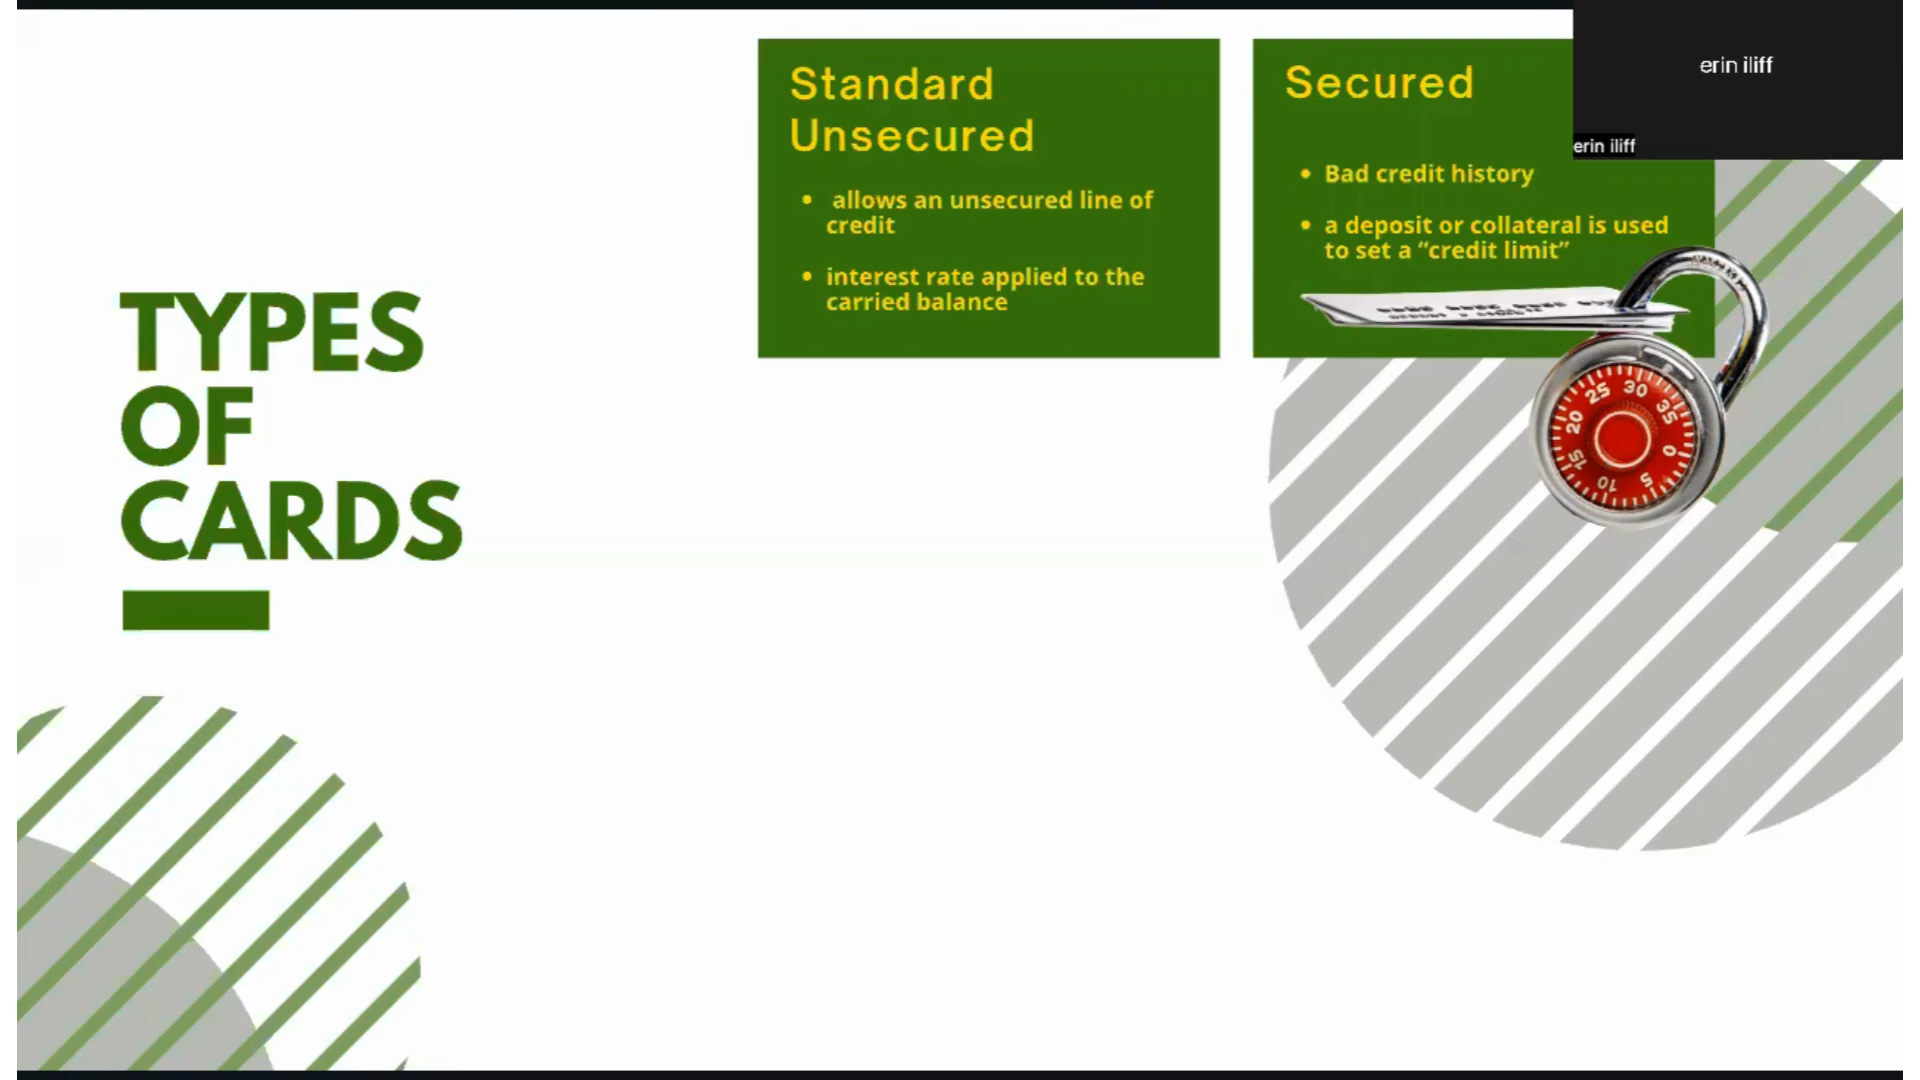 TYPES
OF
CARDS
Standard
Unsecured
• allows an unsecured line of
credit
• interest rate applied to the
carried balance
Secured
• Bad credit history
• a deposit or collateral is used
to set a “credit limit”
erin iliff
erin iliff
25 30 35
20 0
15 10 5